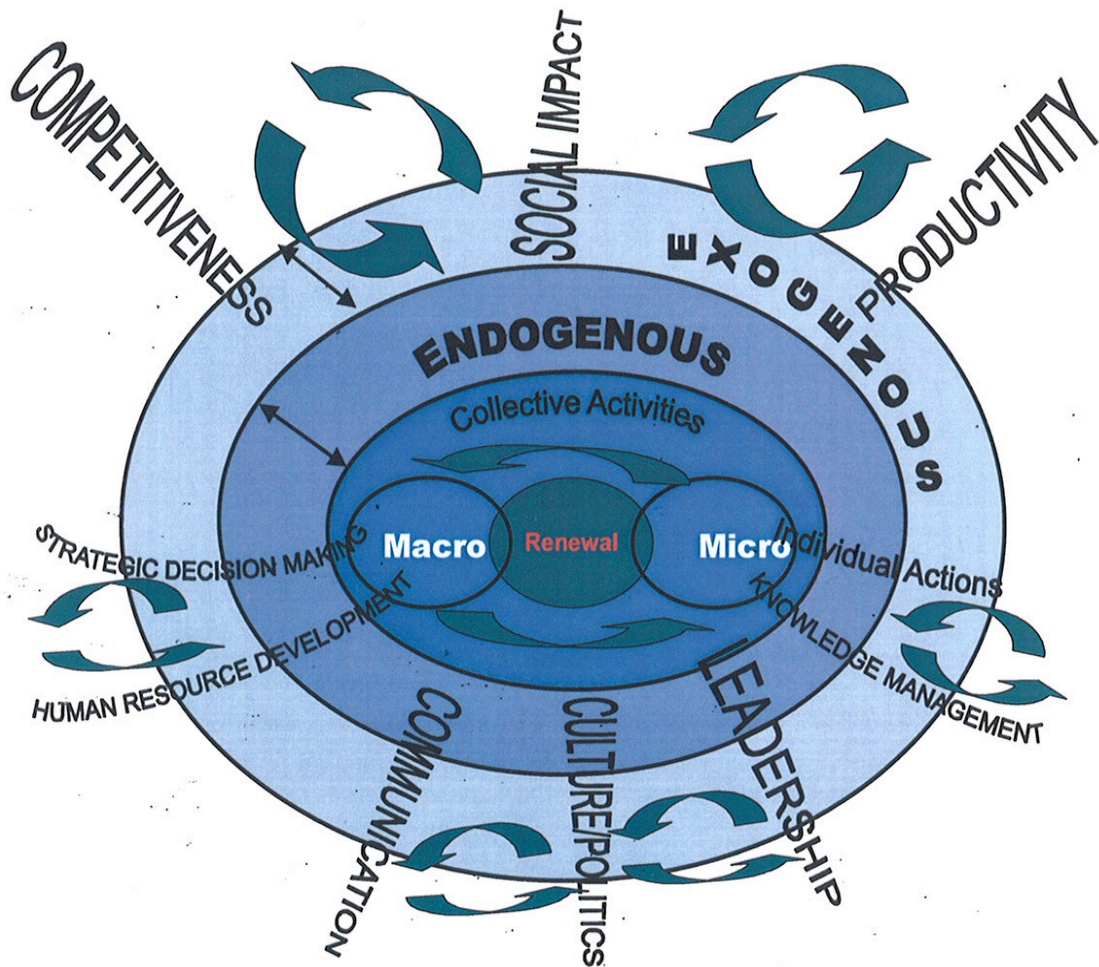 COMPETITIVENESS
SOCIAL IMPACT
PRODUCTIVITY
EXOGENOUS
ENDOGENOUS
Collective Activities
Macro
Renewal
Micro
Individual Actions
STRATEGIC DECISION MAKING
HUMAN RESOURCE DEVELOPMENT
KNOWLEDGE MANAGEMENT
COMMUNICATION
CULTURE/POLITICS
LEADERSHIP